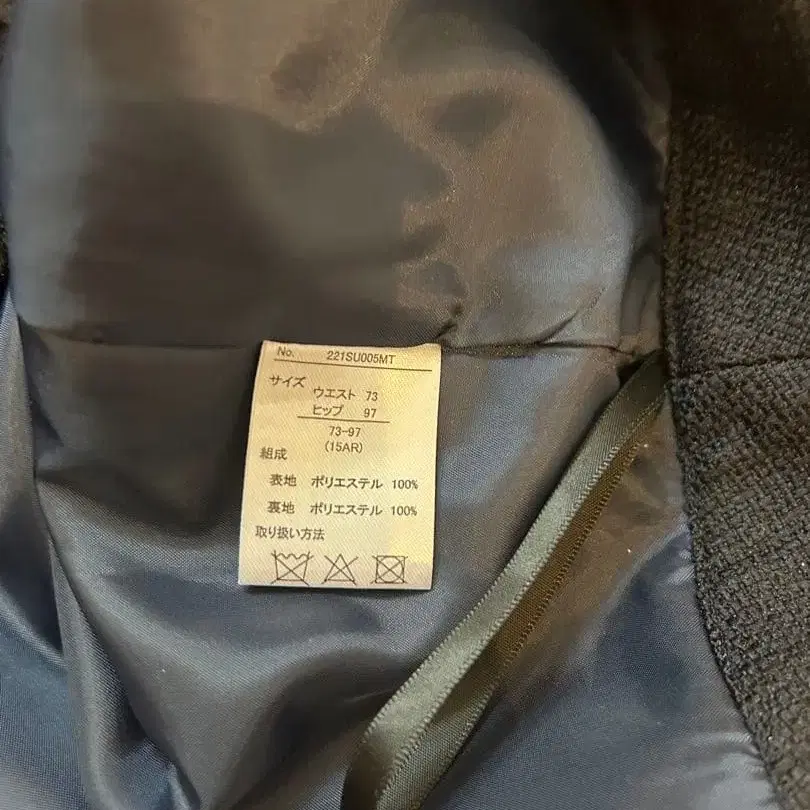 No. 221SU005MT
サイズ
ウエスト 73
ヒップ 97
73-97
(15AR)
組成
表地 ポリエステル 100%
裏地 ポリエステル 100%
取り扱い方法